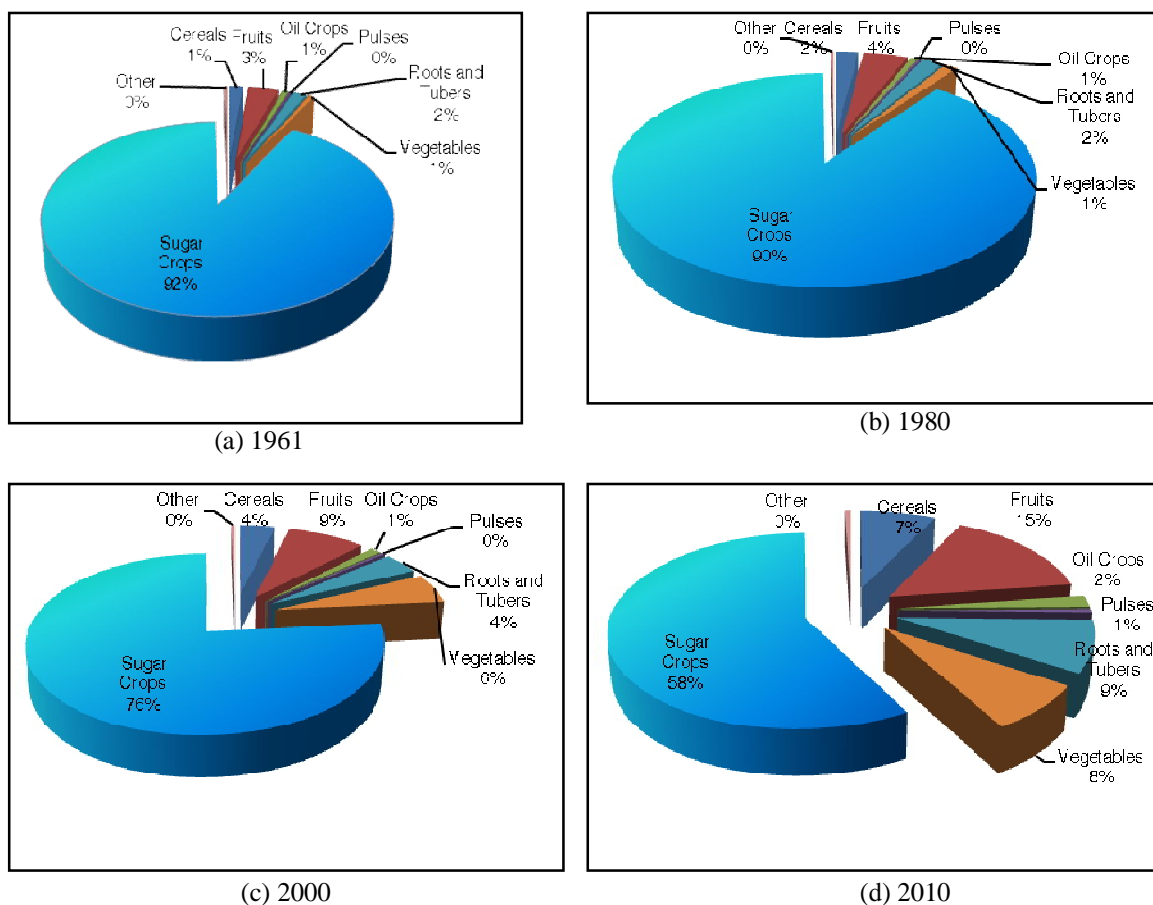 Other
0%
Cereals
1%
Fruits
3%
Oil Crops
1%
Pulses
0%
Roots and
Tubers
2%
Vegetables
1%
Sugar
Crops
92%
(a) 1961
Other
0%
Cereals
2%
Fruits
4%
Pulses
0%
Oil Crops
1%
Roots and
Tubers
2%
Vegetables
1%
Sugar
Crops
90%
(b) 1980
Other
0%
Cereals
4%
Fruits
9%
Oil Crops
1%
Pulses
0%
Roots and
Tubers
4%
Vegetables
Sugar
Crops
76%
(c) 2000
Other
0%
Cereals
7%
Fruits
15%
Oil Crops
2%
Pulses
1%
Roots and
Tubers
9%
Vegetables
8%
Sugar
Crops
58%
(d) 2010